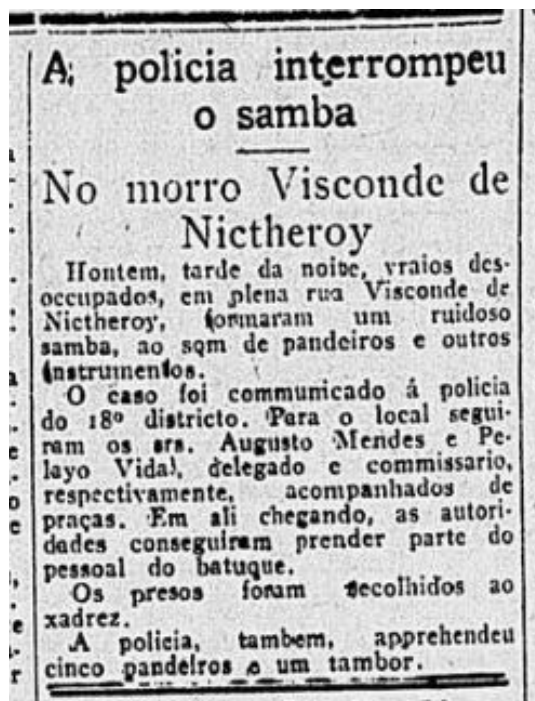 A policia interrompeu
o samba
No morro Visconde de
Nictheroy
Hontem, tarde da noite, vraios des-
occupados, em plena rua Visconde de
Nictheroy, formaram um ruidoso
samba, ao som de pandeiros e outros
instrumentos.
O caso foi communicado á policia
do 18º districto. Para o local segui-
ram os srs. Augusto Mendes e Pe-
layo Vidal, delegado e commissario,
respectivamente, acompanhados de
praças. Em ali chegando, as autori-
dades conseguiram prender parte do
pessoal do batuque.
Os presos foram recolhidos ao
xadrez.
A policia, tambem, apprehendeu
cinco pandeiros e um tambor.